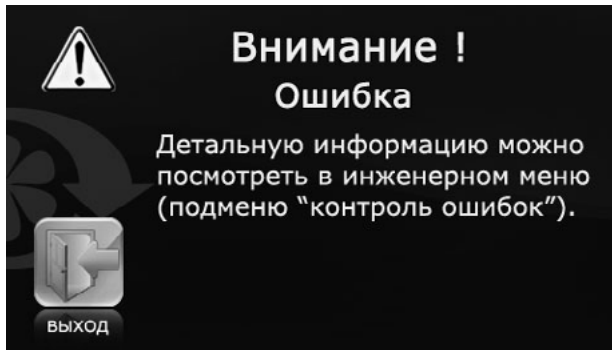 Внимание !
Ошибка
Детальную информацию можно
посмотреть в инженерном меню
(подменю “контроль ошибок”).
выход